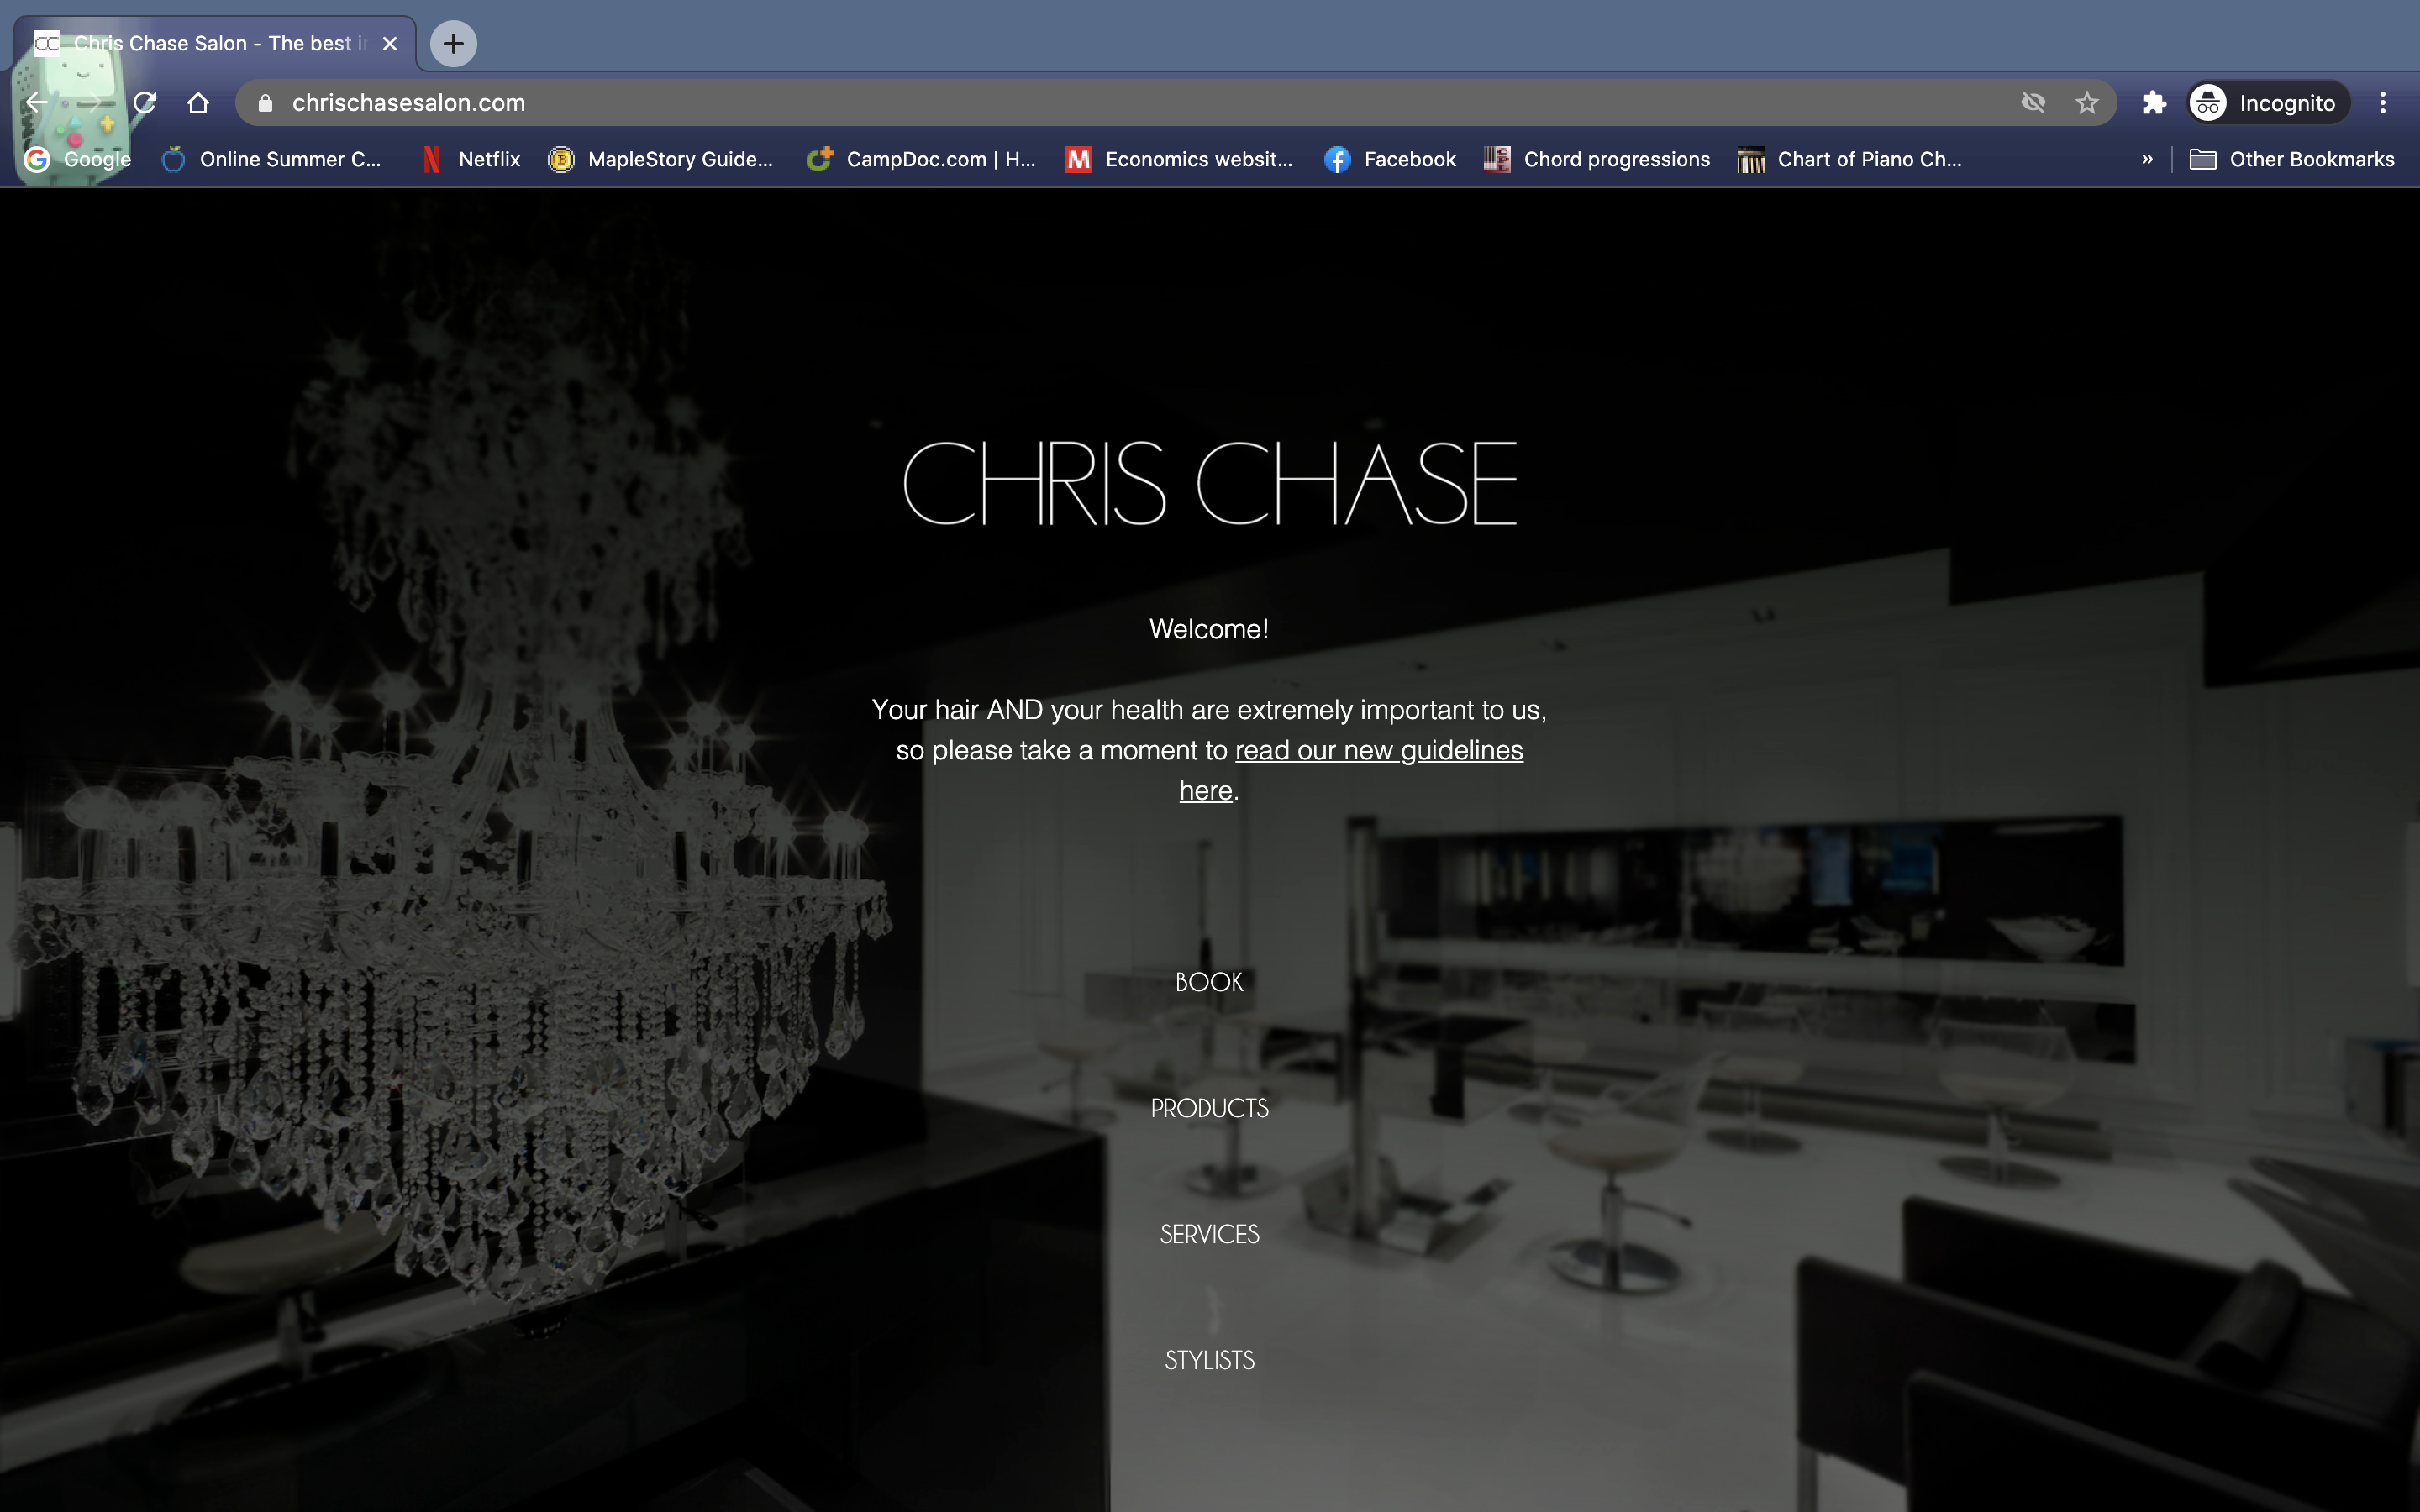 CC Chris Chase Salon - The best i
chrischasesalon.com
Incognito
Google Online Summer C... Netflix MapleStory Guide... CampDoc.com | H... Economics websit... Facebook Chord progressions Chart of Piano Ch... » Other Bookmarks
CHRIS CHASE
Welcome!
Your hair AND your health are extremely important to us,
so please take a moment to read our new guidelines
here.
BOOK
PRODUCTS
SERVICES
STYLISTS